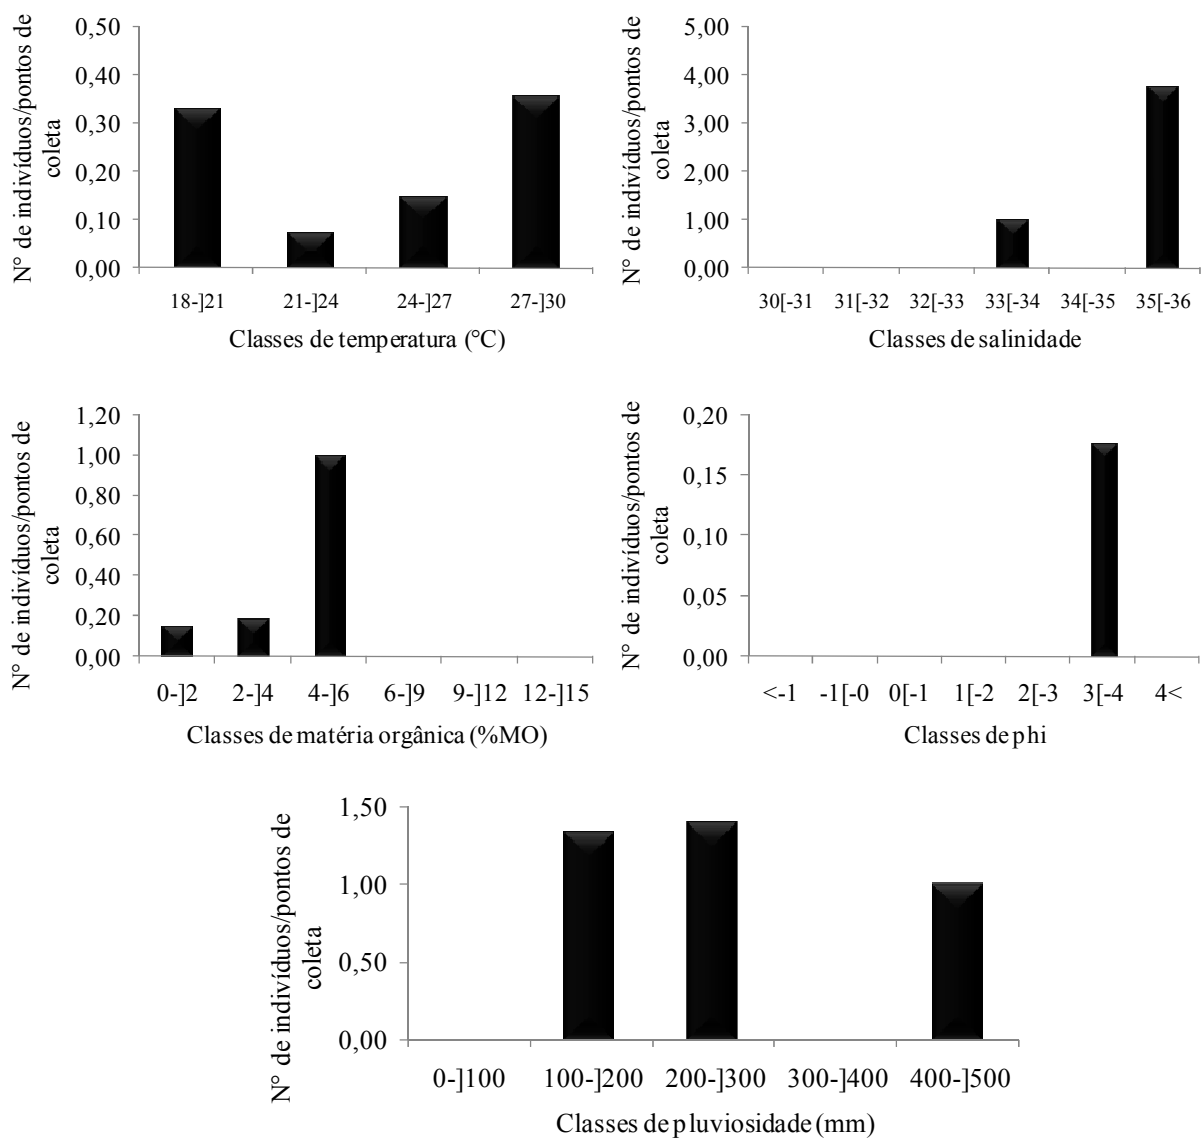 N° de indivíduos/pontos de
coleta
0,50
0,40
0,30
0,20
0,10
0,00
18-]21 21-]24 24-]27 27-]30
Classes de temperatura (°C)
N° de indivíduos/pontos de
coleta
5,00
4,00
3,00
2,00
1,00
0,00
30[-31 31[-32 32[-33 33[-34 34[-35 35[-36
Classes de salinidade
N° de indivíduos/pontos de
coleta
1,20
1,00
0,80
0,60
0,40
0,20
0,00
0-]2 2-]4 4-]6 6-]9 9-]12 12-]15
Classes de matéria orgânica (%MO)
N° de indivíduos/pontos de
coleta
0,20
0,15
0,10
0,05
0,00
<-1 -1[-0 0[-1 1[-2 2[-3 3[-4 4<
Classes de phi
N° de indivíduos/pontos de
coleta
1,50
1,00
0,50
0,00
0-]100 100-]200 200-]300 300-]400 400-]500
Classes de pluviosidade (mm)